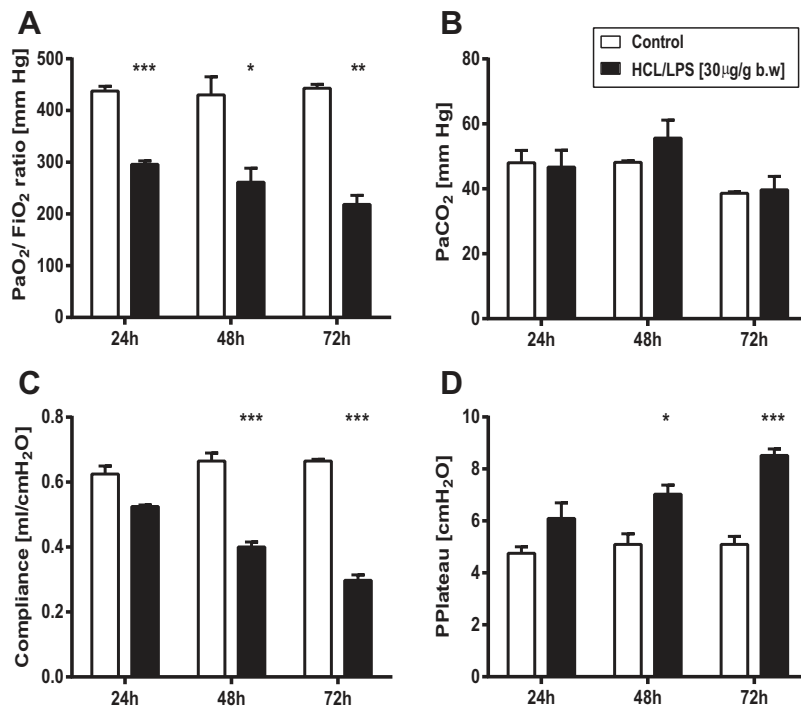 A
PaO₂/ FiO₂ ratio [mm Hg]
500
400
300
200
100
0
***
*
**
24h
48h
72h
B
Control
HCL/LPS [30µg/g b.w]
PaCO₂ [mm Hg]
80
60
40
20
0
24h
48h
72h
C
Compliance [ml/cmH₂O]
0.8
0.6
0.4
0.2
0.0
***
***
24h
48h
72h
D
PPlateau [cmH₂O]
10
8
6
4
2
0
*
***
24h
48h
72h